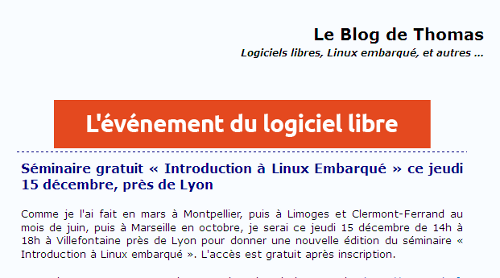 Le Blog de Thomas
Logiciels libres, Linux embarqué, et autres ...
L'événement du logiciel libre
Séminaire gratuit « Introduction à Linux Embarqué » ce jeudi
15 décembre, près de Lyon
Comme je l'ai fait en mars à Montpellier, puis à Limoges et Clermont-Ferrand au
mois de juin, puis à Marseille en octobre, je serai ce jeudi 15 décembre de 14h à
18h à Villefontaine près de Lyon pour donner une nouvelle édition du séminaire «
Introduction à Linux embarqué ». L'accès est gratuit après inscription.